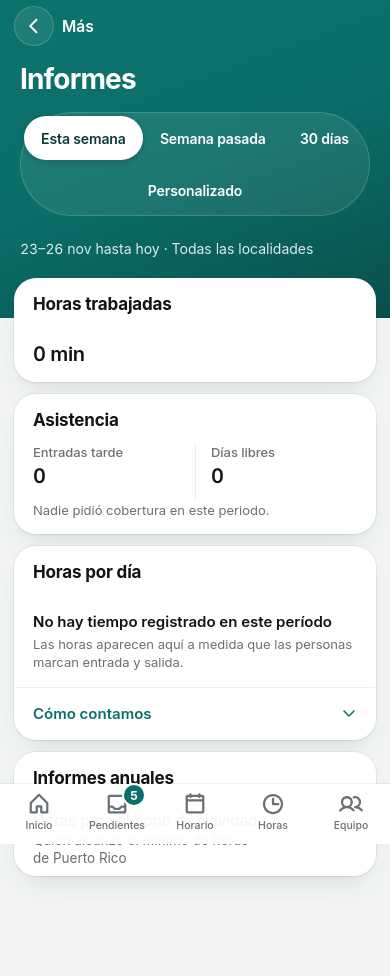 Más
Informes
Esta semana
Semana pasada
30 días
Personalizado
23–26 nov hasta hoy · Todas las localidades
Horas trabajadas
0 min
Asistencia
Entradas tarde
Días libres
0
0
Nadie pidió cobertura en este periodo.
Horas por día
No hay tiempo registrado en este período
Las horas aparecen aquí a medida que las personas
marcan entrada y salida.
Cómo contamos
Informes anuales
5
Inicio
Pendientes
Horario
Horas
Equipo
de Puerto Rico